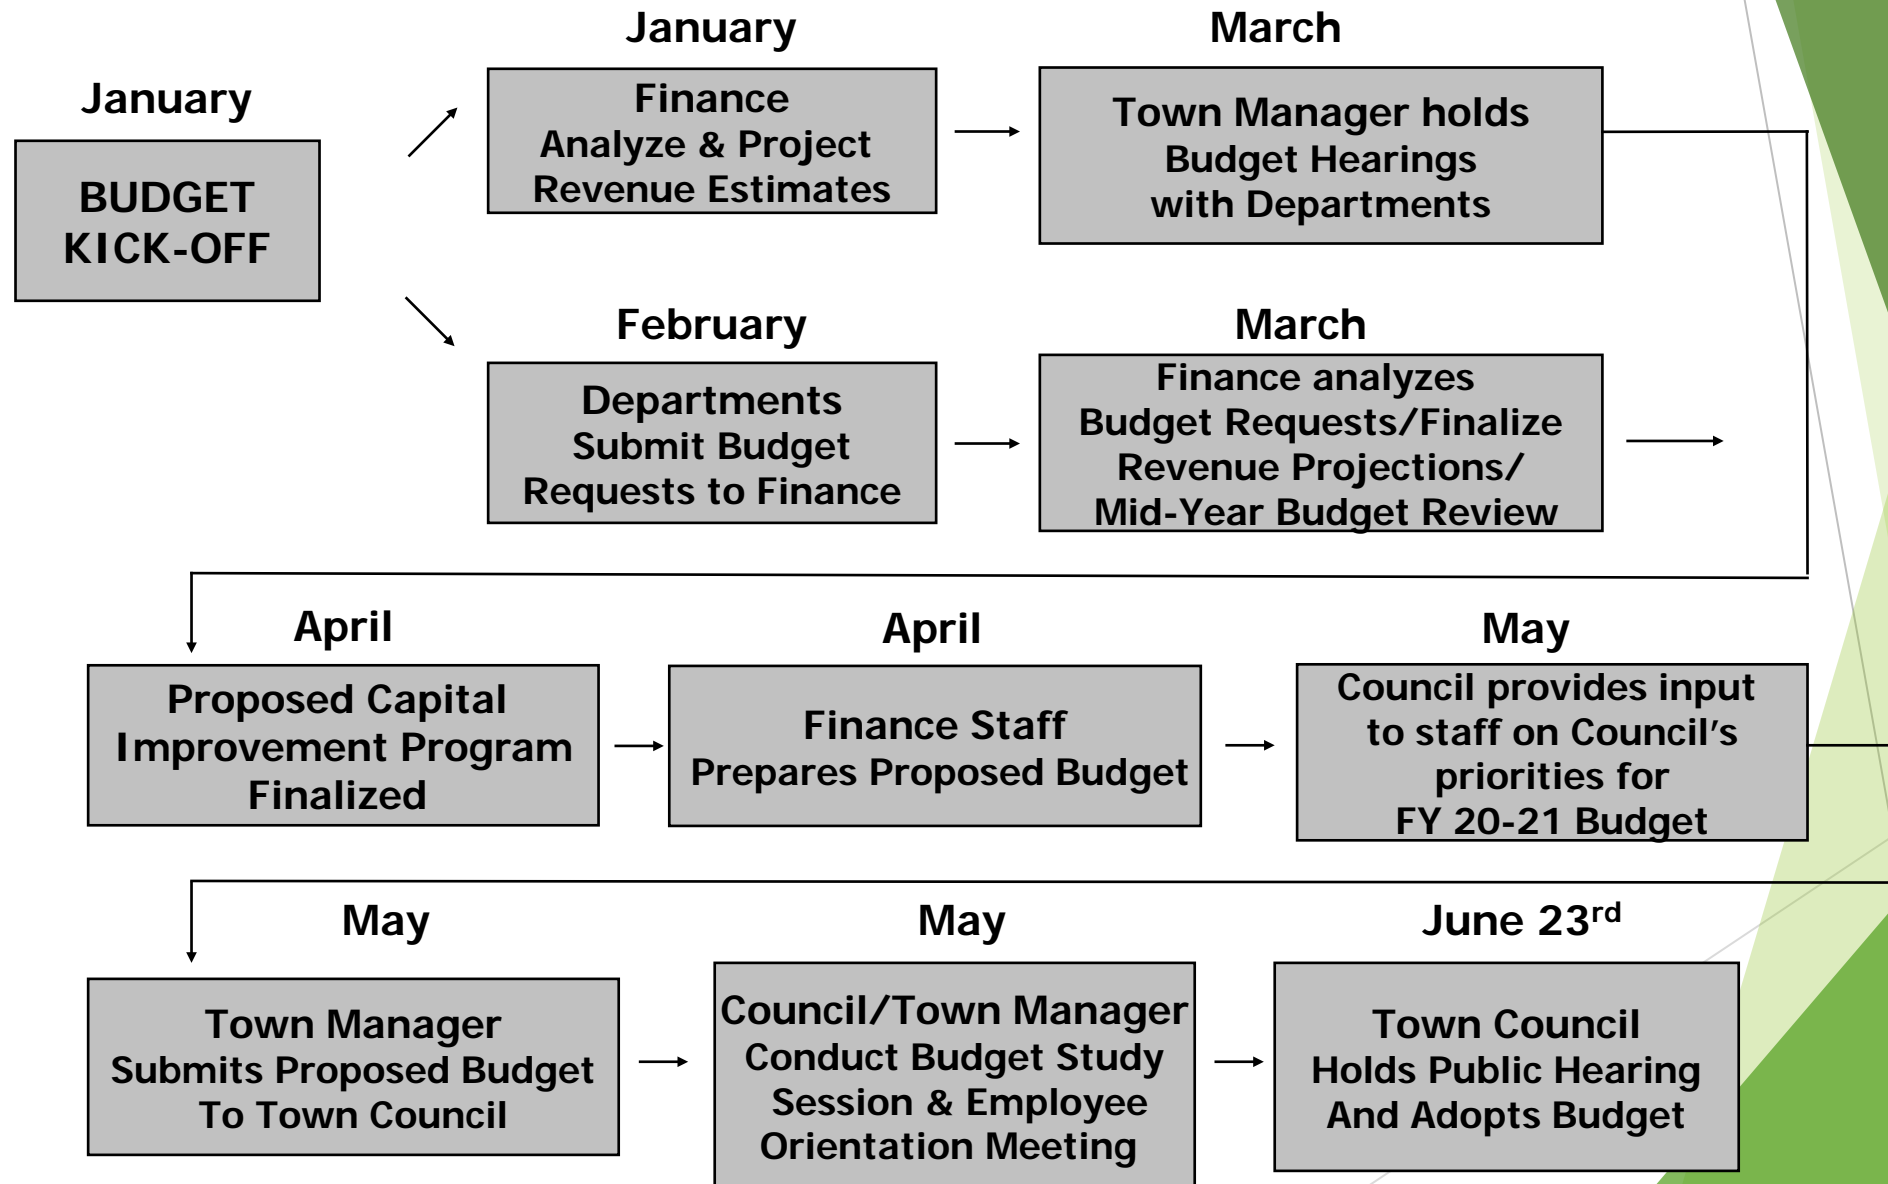 January
BUDGET
KICK-OFF
January
Finance
Analyze & Project
Revenue Estimates
March
Town Manager holds
Budget Hearings
with Departments
February
Departments
Submit Budget
Requests to Finance
March
Finance analyzes
Budget Requests/Finalize
Revenue Projections/
Mid-Year Budget Review
April
Proposed Capital
Improvement Program
Finalized
April
Finance Staff
Prepares Proposed Budget
May
Council provides input
to staff on Council's
priorities for
FY 20-21 Budget
May
Town Manager
Submits Proposed Budget
To Town Council
May
Council/Town Manager
Conduct Budget Study
Session & Employee
Orientation Meeting
June 23rd
Town Council
Holds Public Hearing
And Adopts Budget